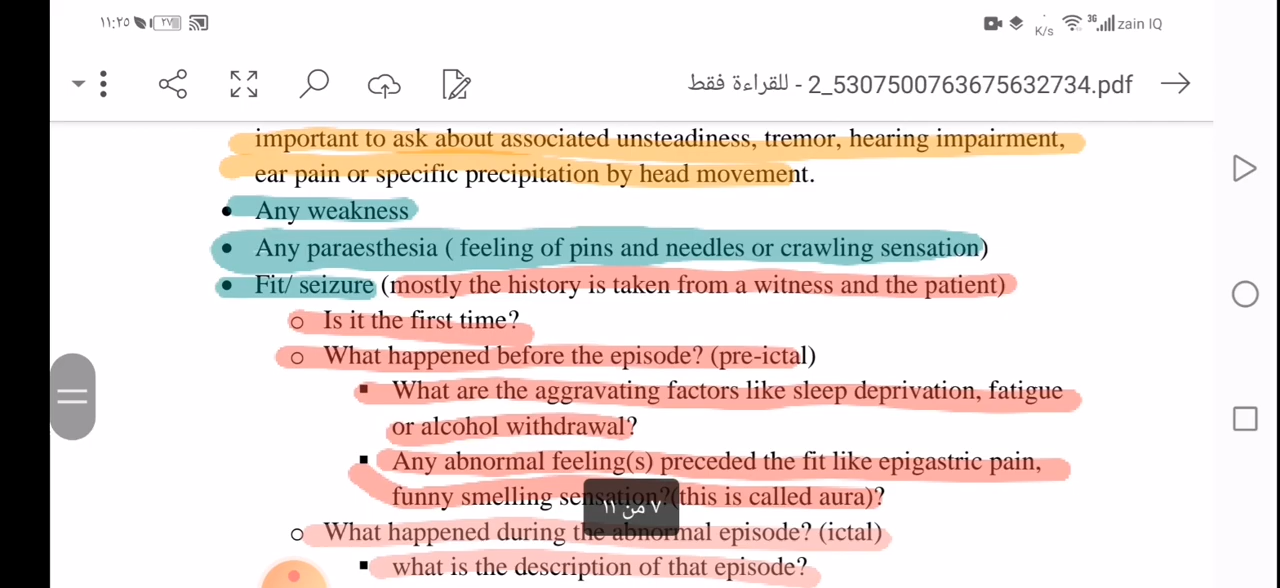 ١١:٢٥
٢٧
K/s
3G
zain IQ
2_5307500763675632734.pdf - للقراءة فقط
important to ask about associated unsteadiness, tremor, hearing impairment,
ear pain or specific precipitation by head movement.
• Any weakness
• Any paraesthesia ( feeling of pins and needles or crawling sensation)
• Fit/ seizure (mostly the history is taken from a witness and the patient)
o Is it the first time?
o What happened before the episode? (pre-ictal)
▪ What are the aggravating factors like sleep deprivation, fatigue
or alcohol withdrawal?
▪ Any abnormal feeling(s) preceded the fit like epigastric pain,
funny smelling sensation?(this is called aura)?
٧ من ١١
o What happened during the abnormal episode? (ictal)
▪ what is the description of that episode?